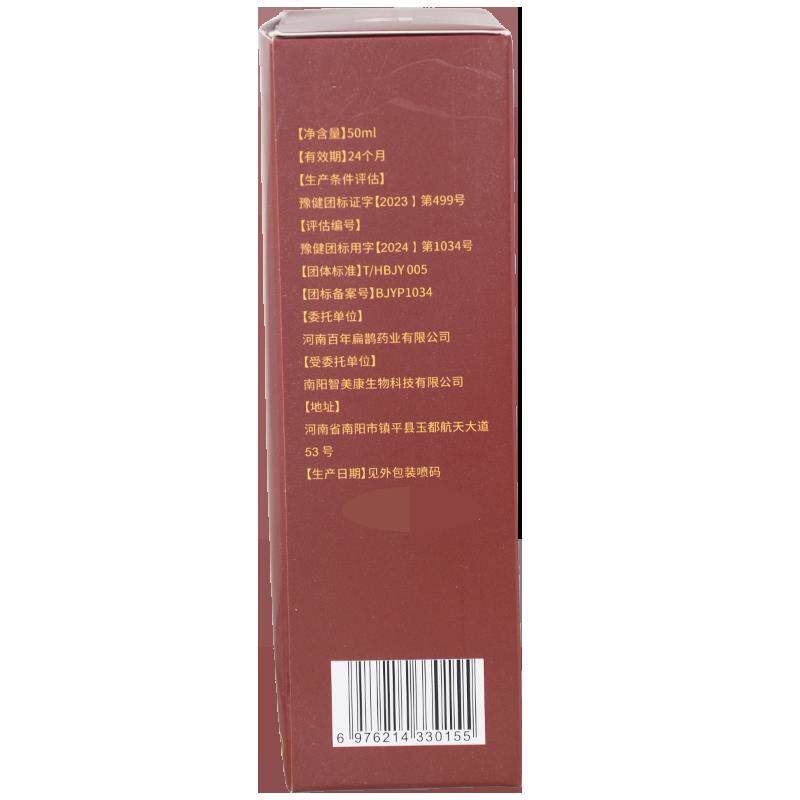 【净含量】50ml
【有效期】24个月
【生产条件评估】
豫健团标证字【2023】第499号
【评估编号】
豫健团标用字【2024】第1034号
【团体标准】T/HBJY 005
【团标备案号】BJYP1034
【委托单位】
河南百年扁鹊药业有限公司
【受委托单位】
南阳智美康生物科技有限公司
【地址】
河南省南阳市镇平县玉都航天大道
53 号
【生产日期】见外包装喷码
6 976214 330155